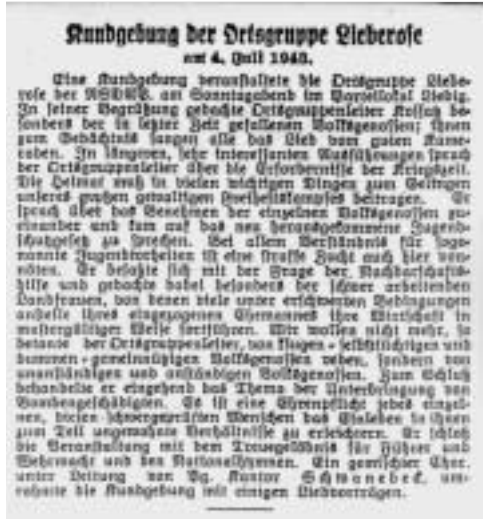 Kundgebung der Ortsgruppe Lieberose
am 4. Juli 1943.
Eine Kundgebung veranstaltete die Ortsgruppe Liebe-
rose der NSDAP. am Sonntagabend im Parteilokal Liebig.
In seiner Begrüßung gedachte Ortsgruppenleiter Krossatz be-
sonders der in letzter Zeit gefallenen Volksgenossen; ihnen
zum Gedächtnis sangen alle das Lieb vom guten Kame-
raden. In längeren, sehr interessanten Ausführungen sprach
der Ortsgruppenleiter über die Erfordernisse der Kriegszeit.
Die Heimat muß in vielen wichtigen Dingen zum Gelingen
unseres großen gewaltigen Freiheitskampfes beitragen. Er
sprach über das Benehmen der einzelnen Volksgenossen zu-
einander und kam auf das neu herausgekommene Jugend-
schutzgesetz zu sprechen. Bei allem Verständnis für soge-
nannte Jugendtorheiten ist eine straffe Zucht auch hier von-
nöten. Er befaßte sich mit der Frage der Nachbarschafts-
hilfe und gedachte dabei besonders der schwer arbeitenden
Landfrauen, von denen viele unter erschwerten Bedingungen
anstelle ihres eingezogenen Ehemannes ihre Wirtschaft in
mustergültiger Weise fortführen. Wir wollen nicht mehr, so
betonte der Ortsgruppenleiter, von klugen - selbstsüchtigen und
dummen - gemeinnützigen Volksgenossen reden, sondern von
unanständigen und anständigen Volksgenossen. Zum Schluß
behandelte er eingehend das Thema der Unterbringung von
Bombengeschädigten. Es ist eine Ehrenpflicht jedes einzel-
nen, diesen schwergeprüften Menschen das Einleben in ihnen
zum Teil ungewohnte Verhältnisse zu erleichtern. Er schloß
die Veranstaltung mit dem Treuegelöbnis für Führer und
Wehrmacht und den Nationalhymnen. Ein gemischter Chor,
unter Leitung von Pg. Kantor Schwanebeck, um-
rahmte die Kundgebung mit einigen Liedvorträgen.